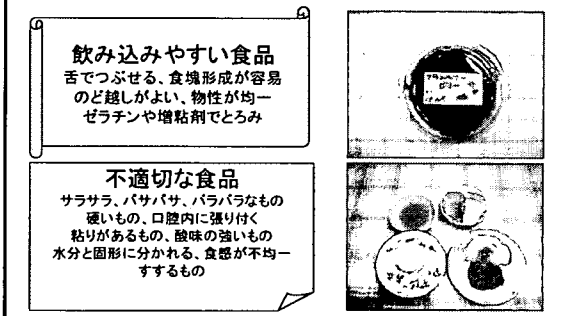 飲み込みやすい食品
舌でつぶせる、食塊形成が容易
のど越しがよい、物性が均一
ゼラチンや増粘剤でとろみ
不適切な食品
サラサラ、パサパサ、バラバラなもの
硬いもの、口腔内に張り付く
粘りがあるもの、酸味の強いもの
水分と固形に分かれる、食感が不均一
すするもの